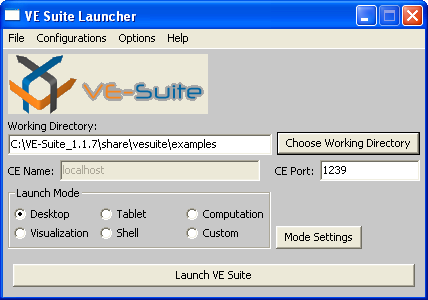 VE Suite Launcher
File Configurations Options Help
VE-Suite
Working Directory:
C:\VE-Suite_1.1.7\share\vesuite\examples Choose Working Directory
CE Name: localhost CE Port: 1239
Launch Mode
Desktop Tablet Computation
Visualization Shell Custom
Mode Settings
Launch VE Suite